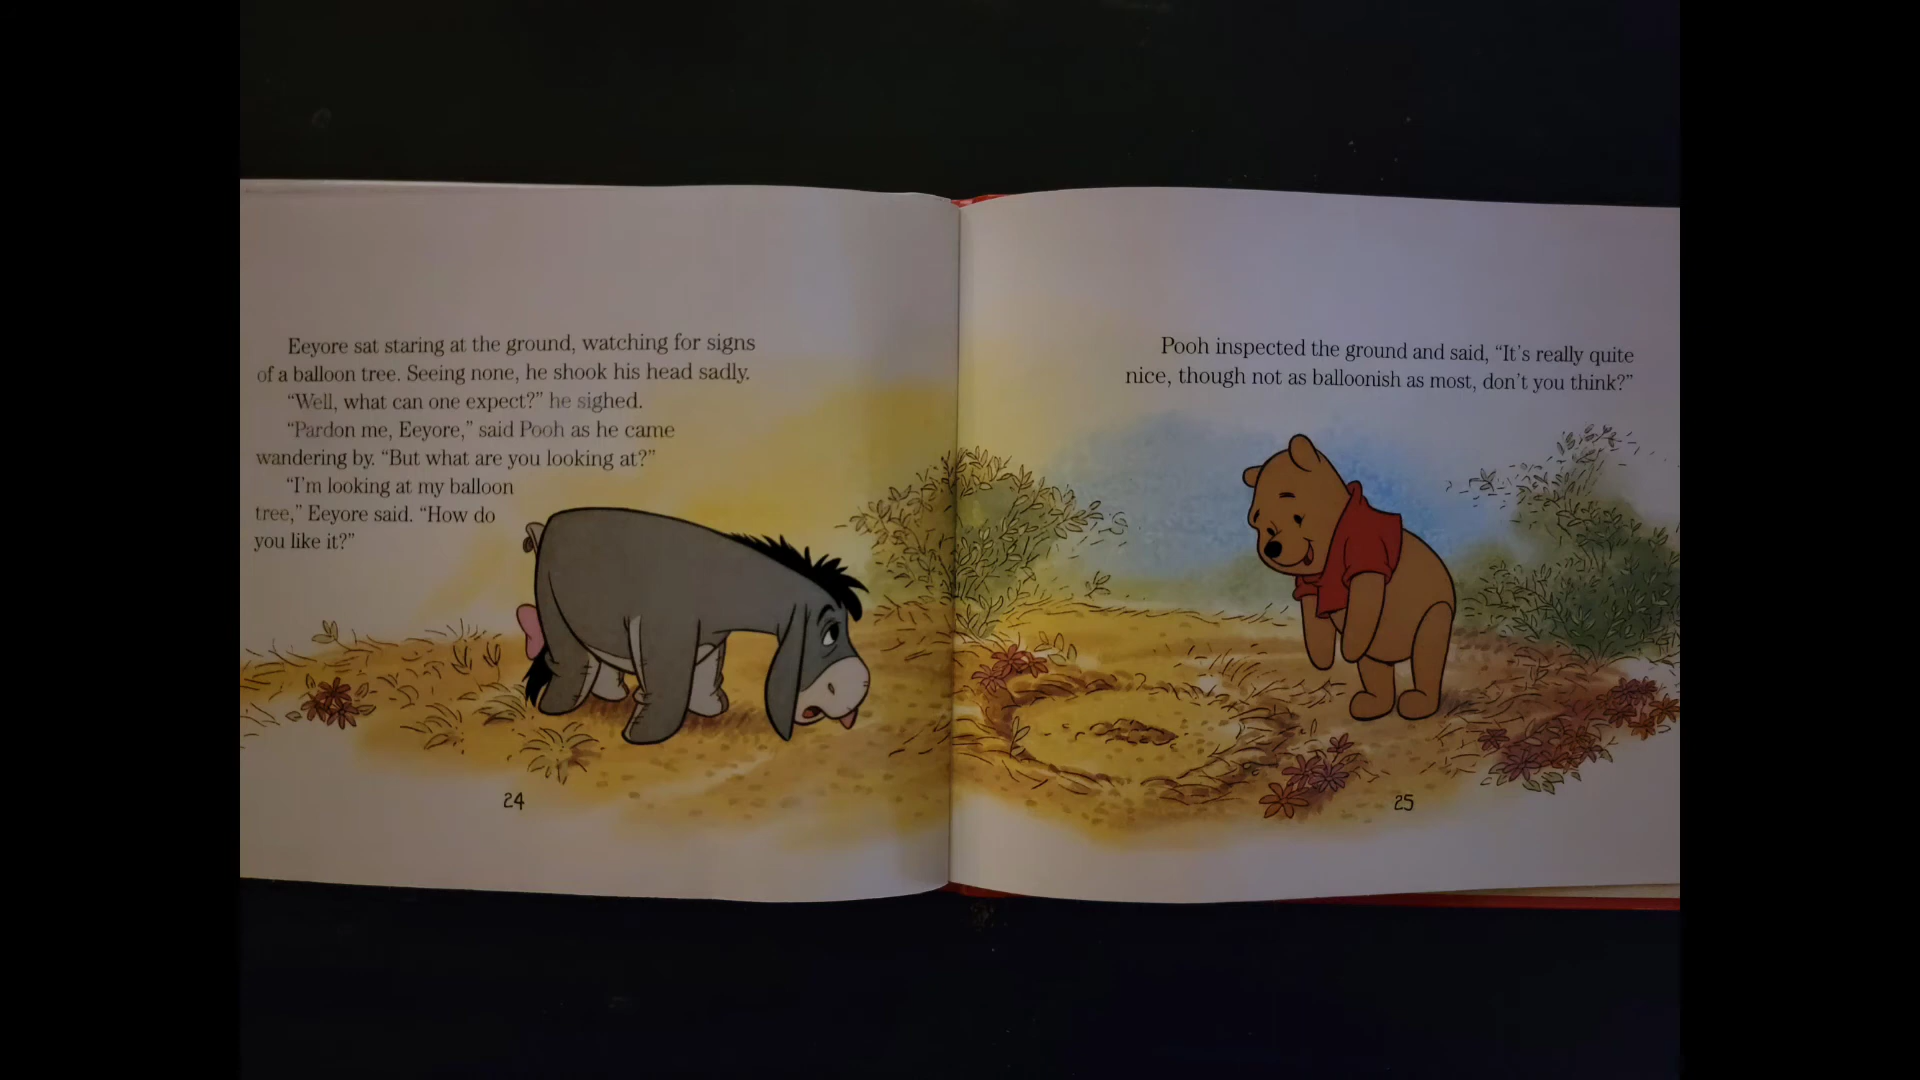 Eeyore sat staring at the ground, watching for signs
of a balloon tree. Seeing none, he shook his head sadly.
“Well, what can one expect?” he sighed.
“Pardon me, Eeyore,” said Pooh as he came
wandering by. “But what are you looking at?”
“I’m looking at my balloon
tree,” Eeyore said. “How do
you like it?”
24
Pooh inspected the ground and said, “It’s really quite
nice, though not as balloonish as most, don’t you think?”
25